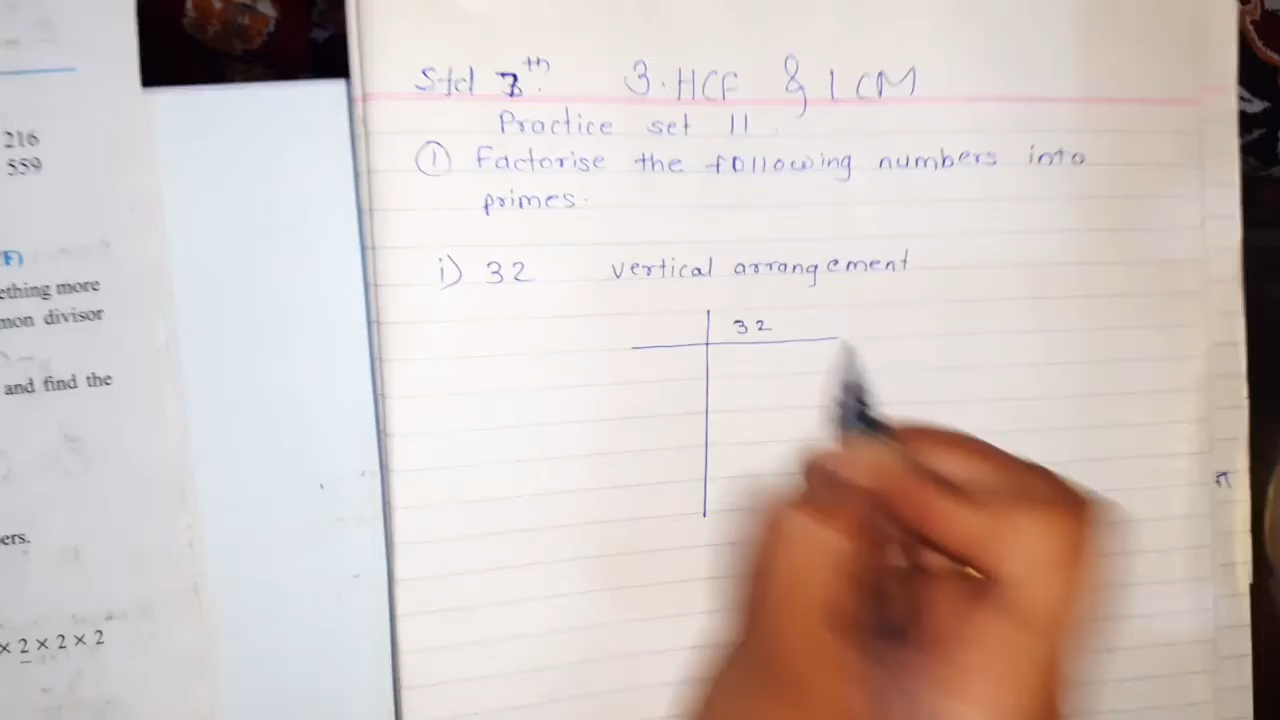 216
559
F)
ething more
mon divisor
and find the
ers.
× 2 × 2 × 2
Std 7th. 3. HCF & LCM
Practice set 11.
① Factorise the following numbers into
primes.
i) 32 vertical arrangement
32